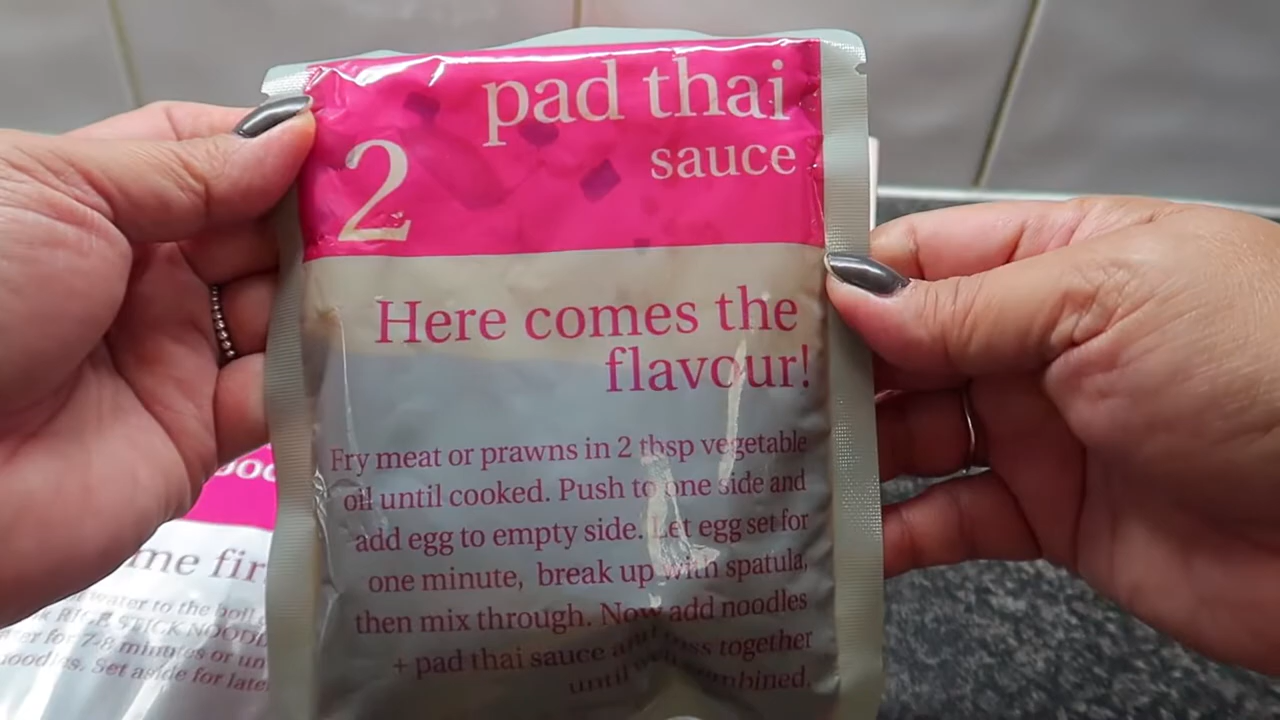 pad thai
sauce
2
Here comes the
flavour!
Fry meat or prawns in 2 tbsp vegetable
oil until cooked. Push to one side and
add egg to empty side. Let egg set for
one minute, break up with spatula,
then mix through. Now add noodles
+ pad thai sauce and toss together
until well combined.
me fir
water to the boil
RICE STICK NOOD
for 7-8 minutes or un
noodles. Set aside for late